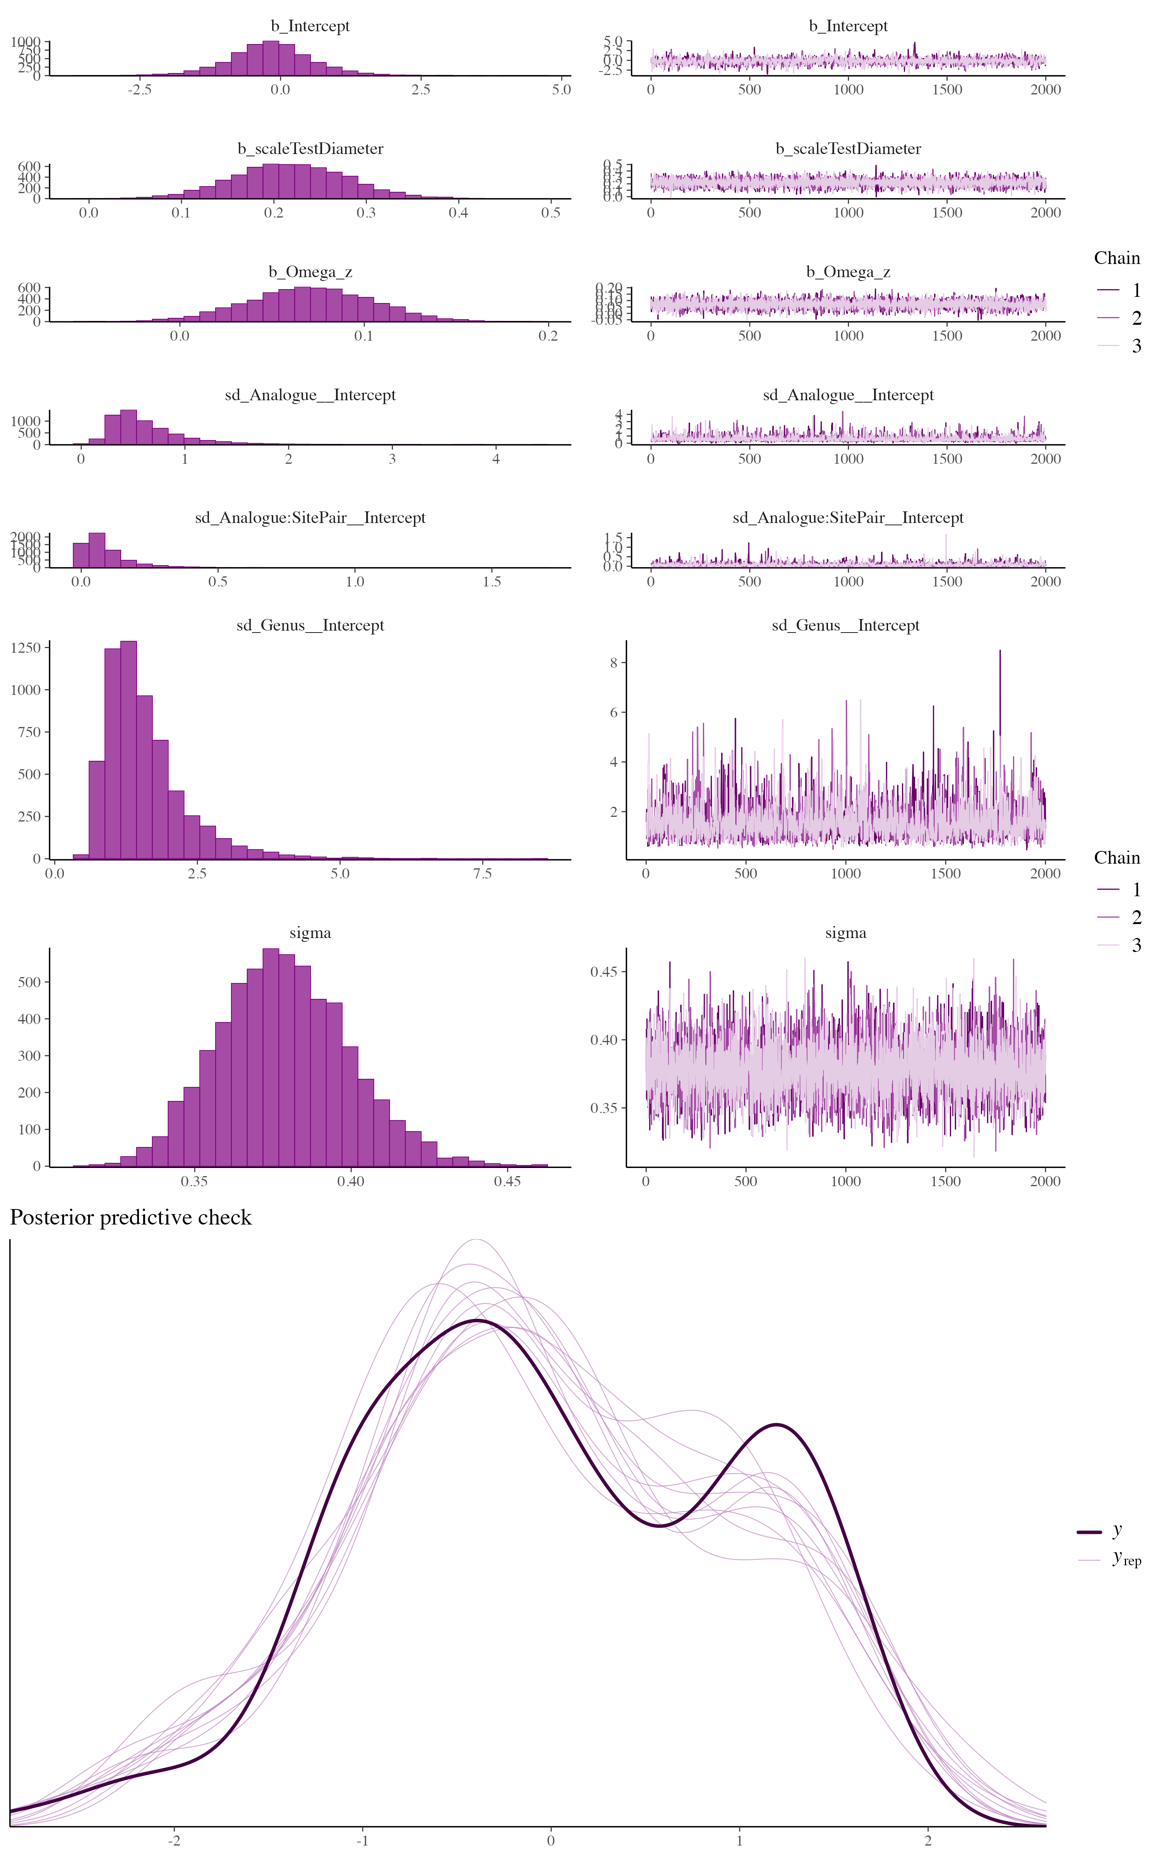 b_Intercept
b_Intercept
1000
750
500
250
0
-2.5 0.0 2.5 5.0
5.0
2.5
0.0
-2.5
0 500 1000 1500 2000
b_scaleTestDiameter
b_scaleTestDiameter
600
400
200
0
0.0 0.1 0.2 0.3 0.4 0.5
0.5
0.4
0.3
0.2
0.1
0.0
0 500 1000 1500 2000
b_Omega_z
b_Omega_z
600
400
200
0
0.0 0.1 0.2
0.20
0.15
0.10
0.05
0.00
-0.05
0 500 1000 1500 2000
Chain
1
2
3
sd_Analogue__Intercept
sd_Analogue__Intercept
1000
500
0
0 1 2 3 4
4
3
2
1
0
0 500 1000 1500 2000
sd_Analogue:SitePair__Intercept
sd_Analogue:SitePair__Intercept
2000
1500
1000
500
0
0.0 0.5 1.0 1.5
1.5
1.0
0.5
0.0
0 500 1000 1500 2000
sd_Genus__Intercept
sd_Genus__Intercept
1250
1000
750
500
250
0
0.0 2.5 5.0 7.5
8
6
4
2
0 500 1000 1500 2000
Chain
1
2
3
sigma
sigma
500
400
300
200
100
0
0.35 0.40 0.45
0.45
0.40
0.35
0 500 1000 1500 2000
Posterior predictive check
y
yrep
-2 -1 0 1 2